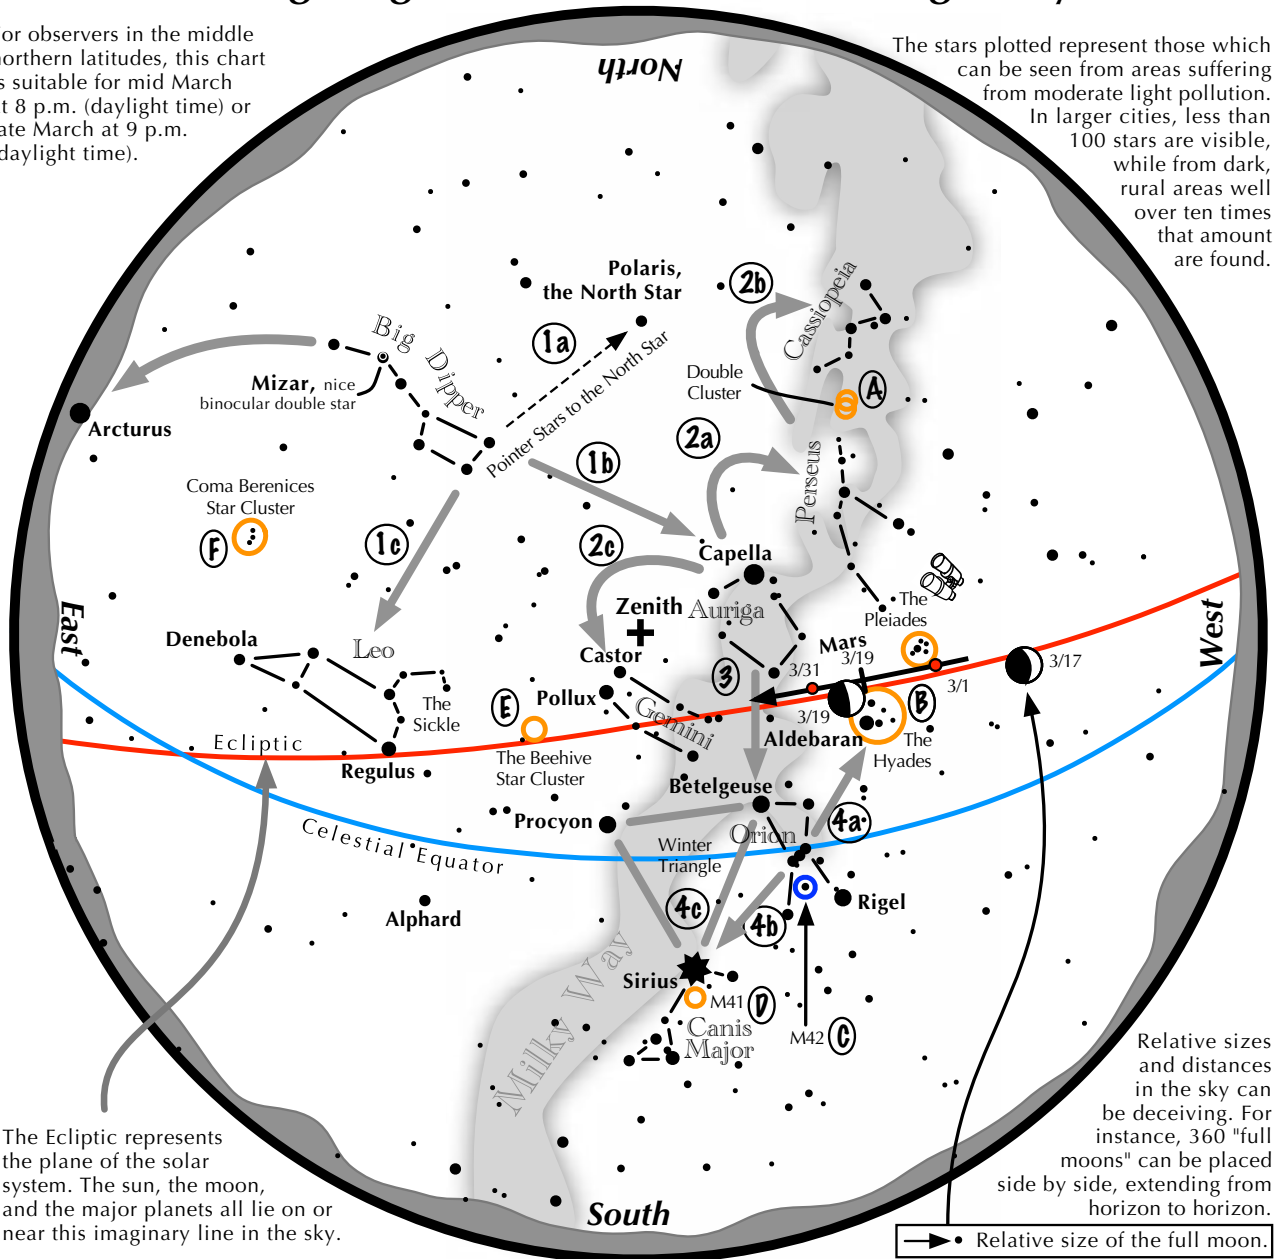 or observers in the middle
northern latitudes, this chart
s suitable for mid March
at 8 p.m. (daylight time) or
ate March at 9 p.m.
daylight time).
The stars plotted represent those which
can be seen from areas suffering
from moderate light pollution.
In larger cities, less than
100 stars are visible,
while from dark,
rural areas well
over ten times
that amount
are found.
North
Polaris,
the North Star
2b
Cassiopeia
1a
Big Dipper
Mizar, nice
binocular double star
Pointer Stars to the North Star
Double
Cluster
A
Arcturus
2a
1b
Perseus
Coma Berenices
Star Cluster
F
1c
2c
Capella
Zenith
Auriga
The
Pleiades
East
West
Denebola
Leo
Castor
Mars
3/31
3/19
3/17
3/1
3
The
Sickle
E
Pollux
Gemini
3/19
B
Ecliptic
Aldebaran
The
Hyades
Regulus
The Beehive
Star Cluster
Betelgeuse
Procyon
Orion
4a
Celestial Equator
Winter
Triangle
Alphard
4c
4b
Rigel
Milky Way
Sirius
M41
D
Canis
Major
M42
C
Relative sizes
and distances
in the sky can
be deceiving. For
instance, 360 "full
moons" can be placed
side by side, extending from
horizon to horizon.
The Ecliptic represents
the plane of the solar
system. The sun, the moon,
and the major planets all lie on or
near this imaginary line in the sky.
South
Relative size of the full moon.